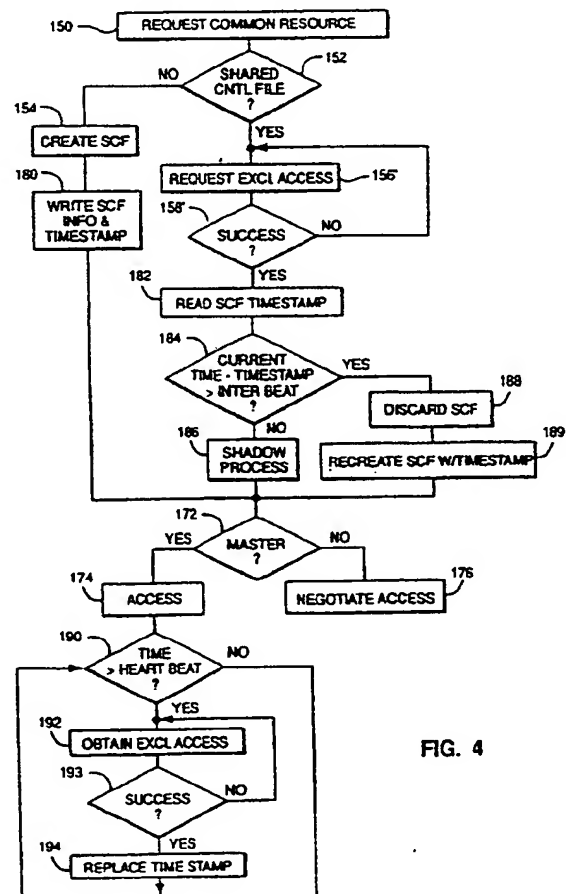 150
REQUEST COMMON RESOURCE
152
NO
SHARED
CNTL FILE
?
154
CREATE SCF
YES
180
REQUEST EXCL ACCESS
156'
WRITE SCF
INFO &
TIMESTAMP
158'
SUCCESS
?
NO
YES
182
READ SCF TIMESTAMP
184
CURRENT
TIME - TIMESTAMP
> INTER BEAT
?
YES
188
DISCARD SCF
NO
186
SHADOW
PROCESS
189
RECREATE SCF W/TIMESTAMP
172
YES
MASTER
?
NO
174
ACCESS
176
NEGOTIATE ACCESS
190
TIME
> HEART BEAT
?
NO
YES
192
OBTAIN EXCL ACCESS
193
SUCCESS
?
NO
YES
194
REPLACE TIME STAMP
FIG. 4